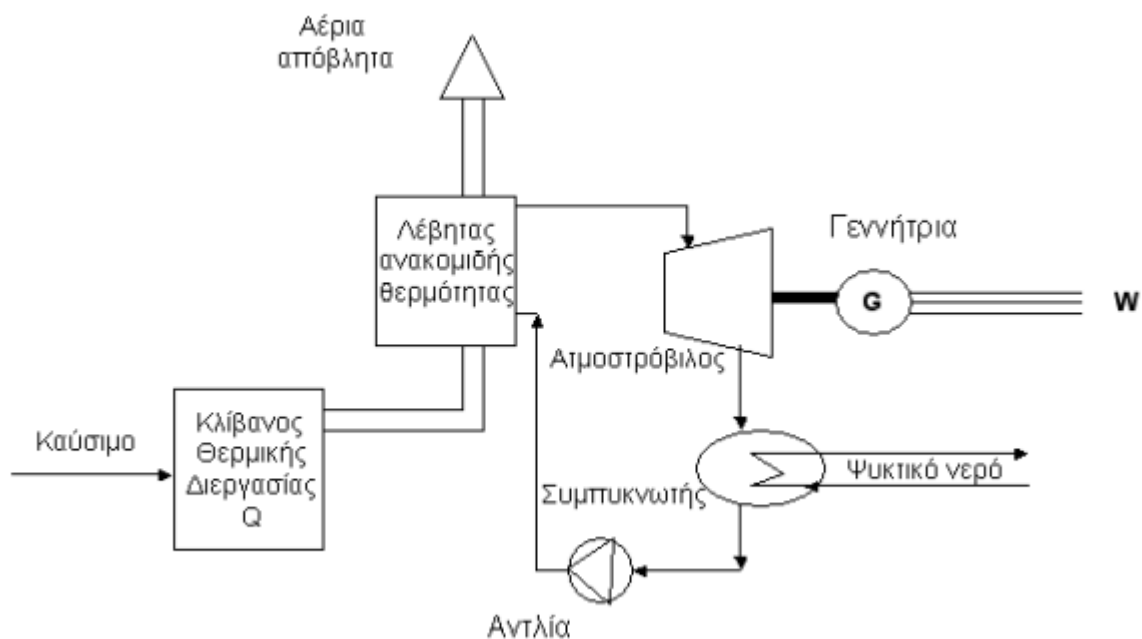 Αέρια
απόβλητα
Λέβητας
ανακομιδής
θερμότητας
Γεννήτρια
G
W
Ατμοστρόβιλος
Καύσιμο
Κλίβανος
Θερμικής
Διεργασίας
Q
Συμπυκνωτής
Ψυκτικό νερό
Αντλία